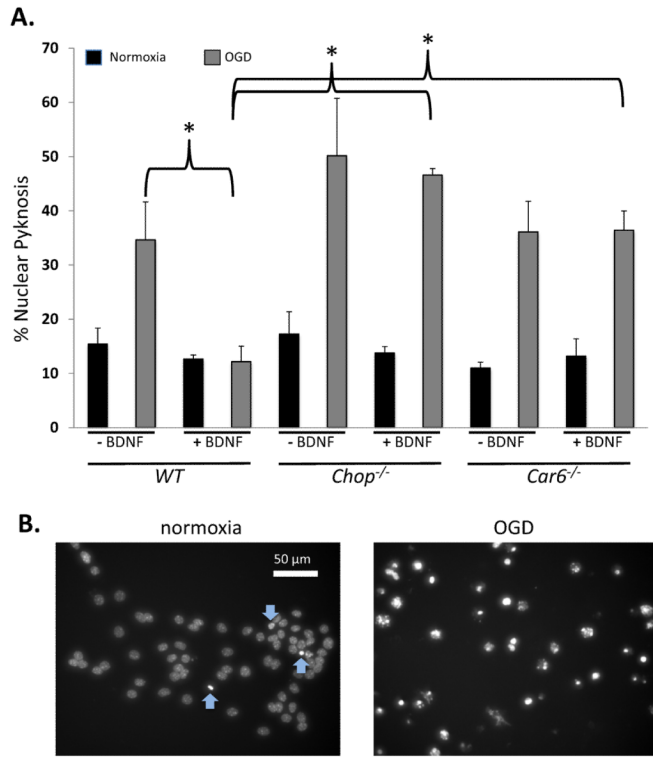 A.
% Nuclear Pyknosis
70
60
50
40
30
20
10
0
Normoxia OGD
*
*
*
- BDNF + BDNF - BDNF + BDNF - BDNF + BDNF
WT Chop-/- Car6-/-
B.
normoxia OGD
50 µm